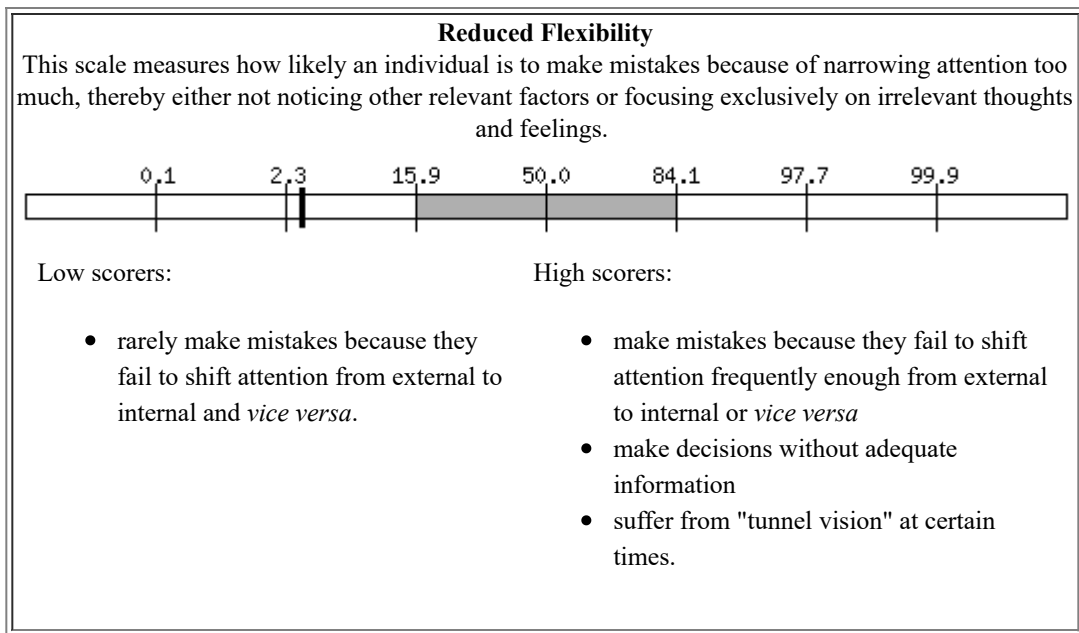 Reduced Flexibility
This scale measures how likely an individual is to make mistakes because of narrowing attention too
much, thereby either not noticing other relevant factors or focusing exclusively on irrelevant thoughts
and feelings.
0.1 2.3 15.9 50.0 84.1 97.7 99.9
Low scorers:
rarely make mistakes because they
fail to shift attention from external to
internal and vice versa.
High scorers:
make mistakes because they fail to shift
attention frequently enough from external
to internal or vice versa
make decisions without adequate
information
suffer from "tunnel vision" at certain
times.